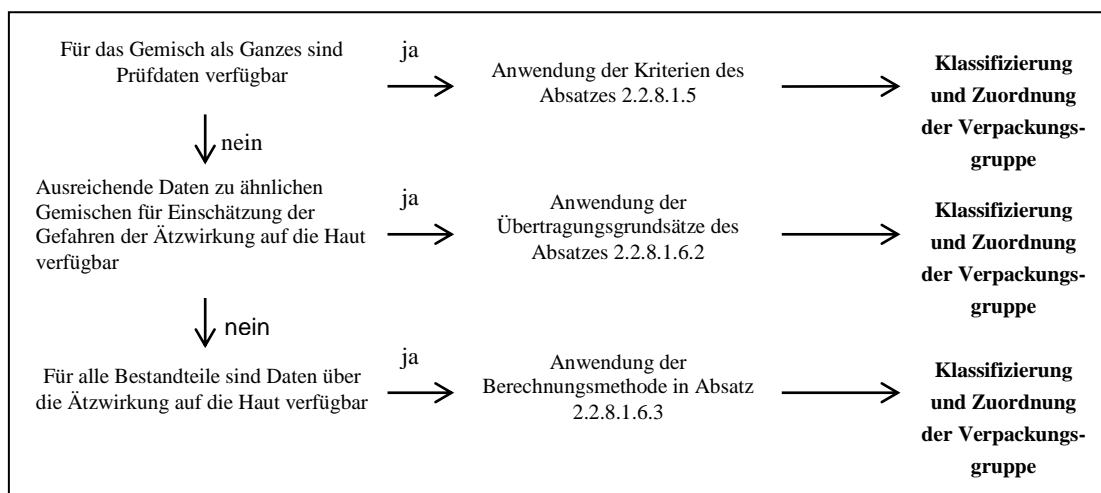 Für das Gemisch als Ganzes sind
Prüfdaten verfügbar
ja
Anwendung der Kriterien des
Absatzes 2.2.8.1.5
Klassifizierung
und Zuordnung
der Verpackungs-
gruppe
nein
Ausreichende Daten zu ähnlichen
Gemischen für Einschätzung der
Gefahren der Ätzwirkung auf die Haut
verfügbar
ja
Anwendung der
Übertragungsgrundsätze des
Absatzes 2.2.8.1.6.2
Klassifizierung
und Zuordnung
der Verpackungs-
gruppe
nein
Für alle Bestandteile sind Daten über
die Ätzwirkung auf die Haut verfügbar
ja
Anwendung der
Berechnungsmethode in Absatz
2.2.8.1.6.3
Klassifizierung
und Zuordnung
der Verpackungs-
gruppe